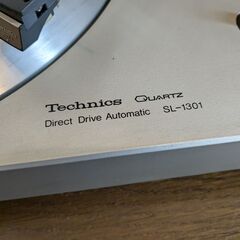 Technics QUARTZ
Direct Drive Automatic SL-1301